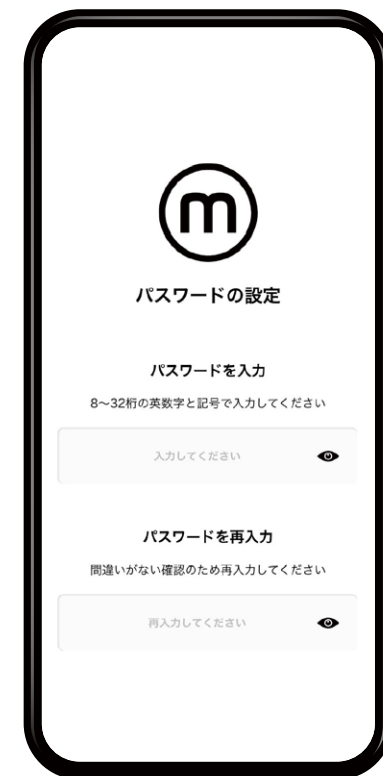 m
パスワードの設定
パスワードを入力
8〜32桁の英数字と記号で入力してください
入力してください
パスワードを再入力
間違いがない確認のため再入力してください
再入力してください